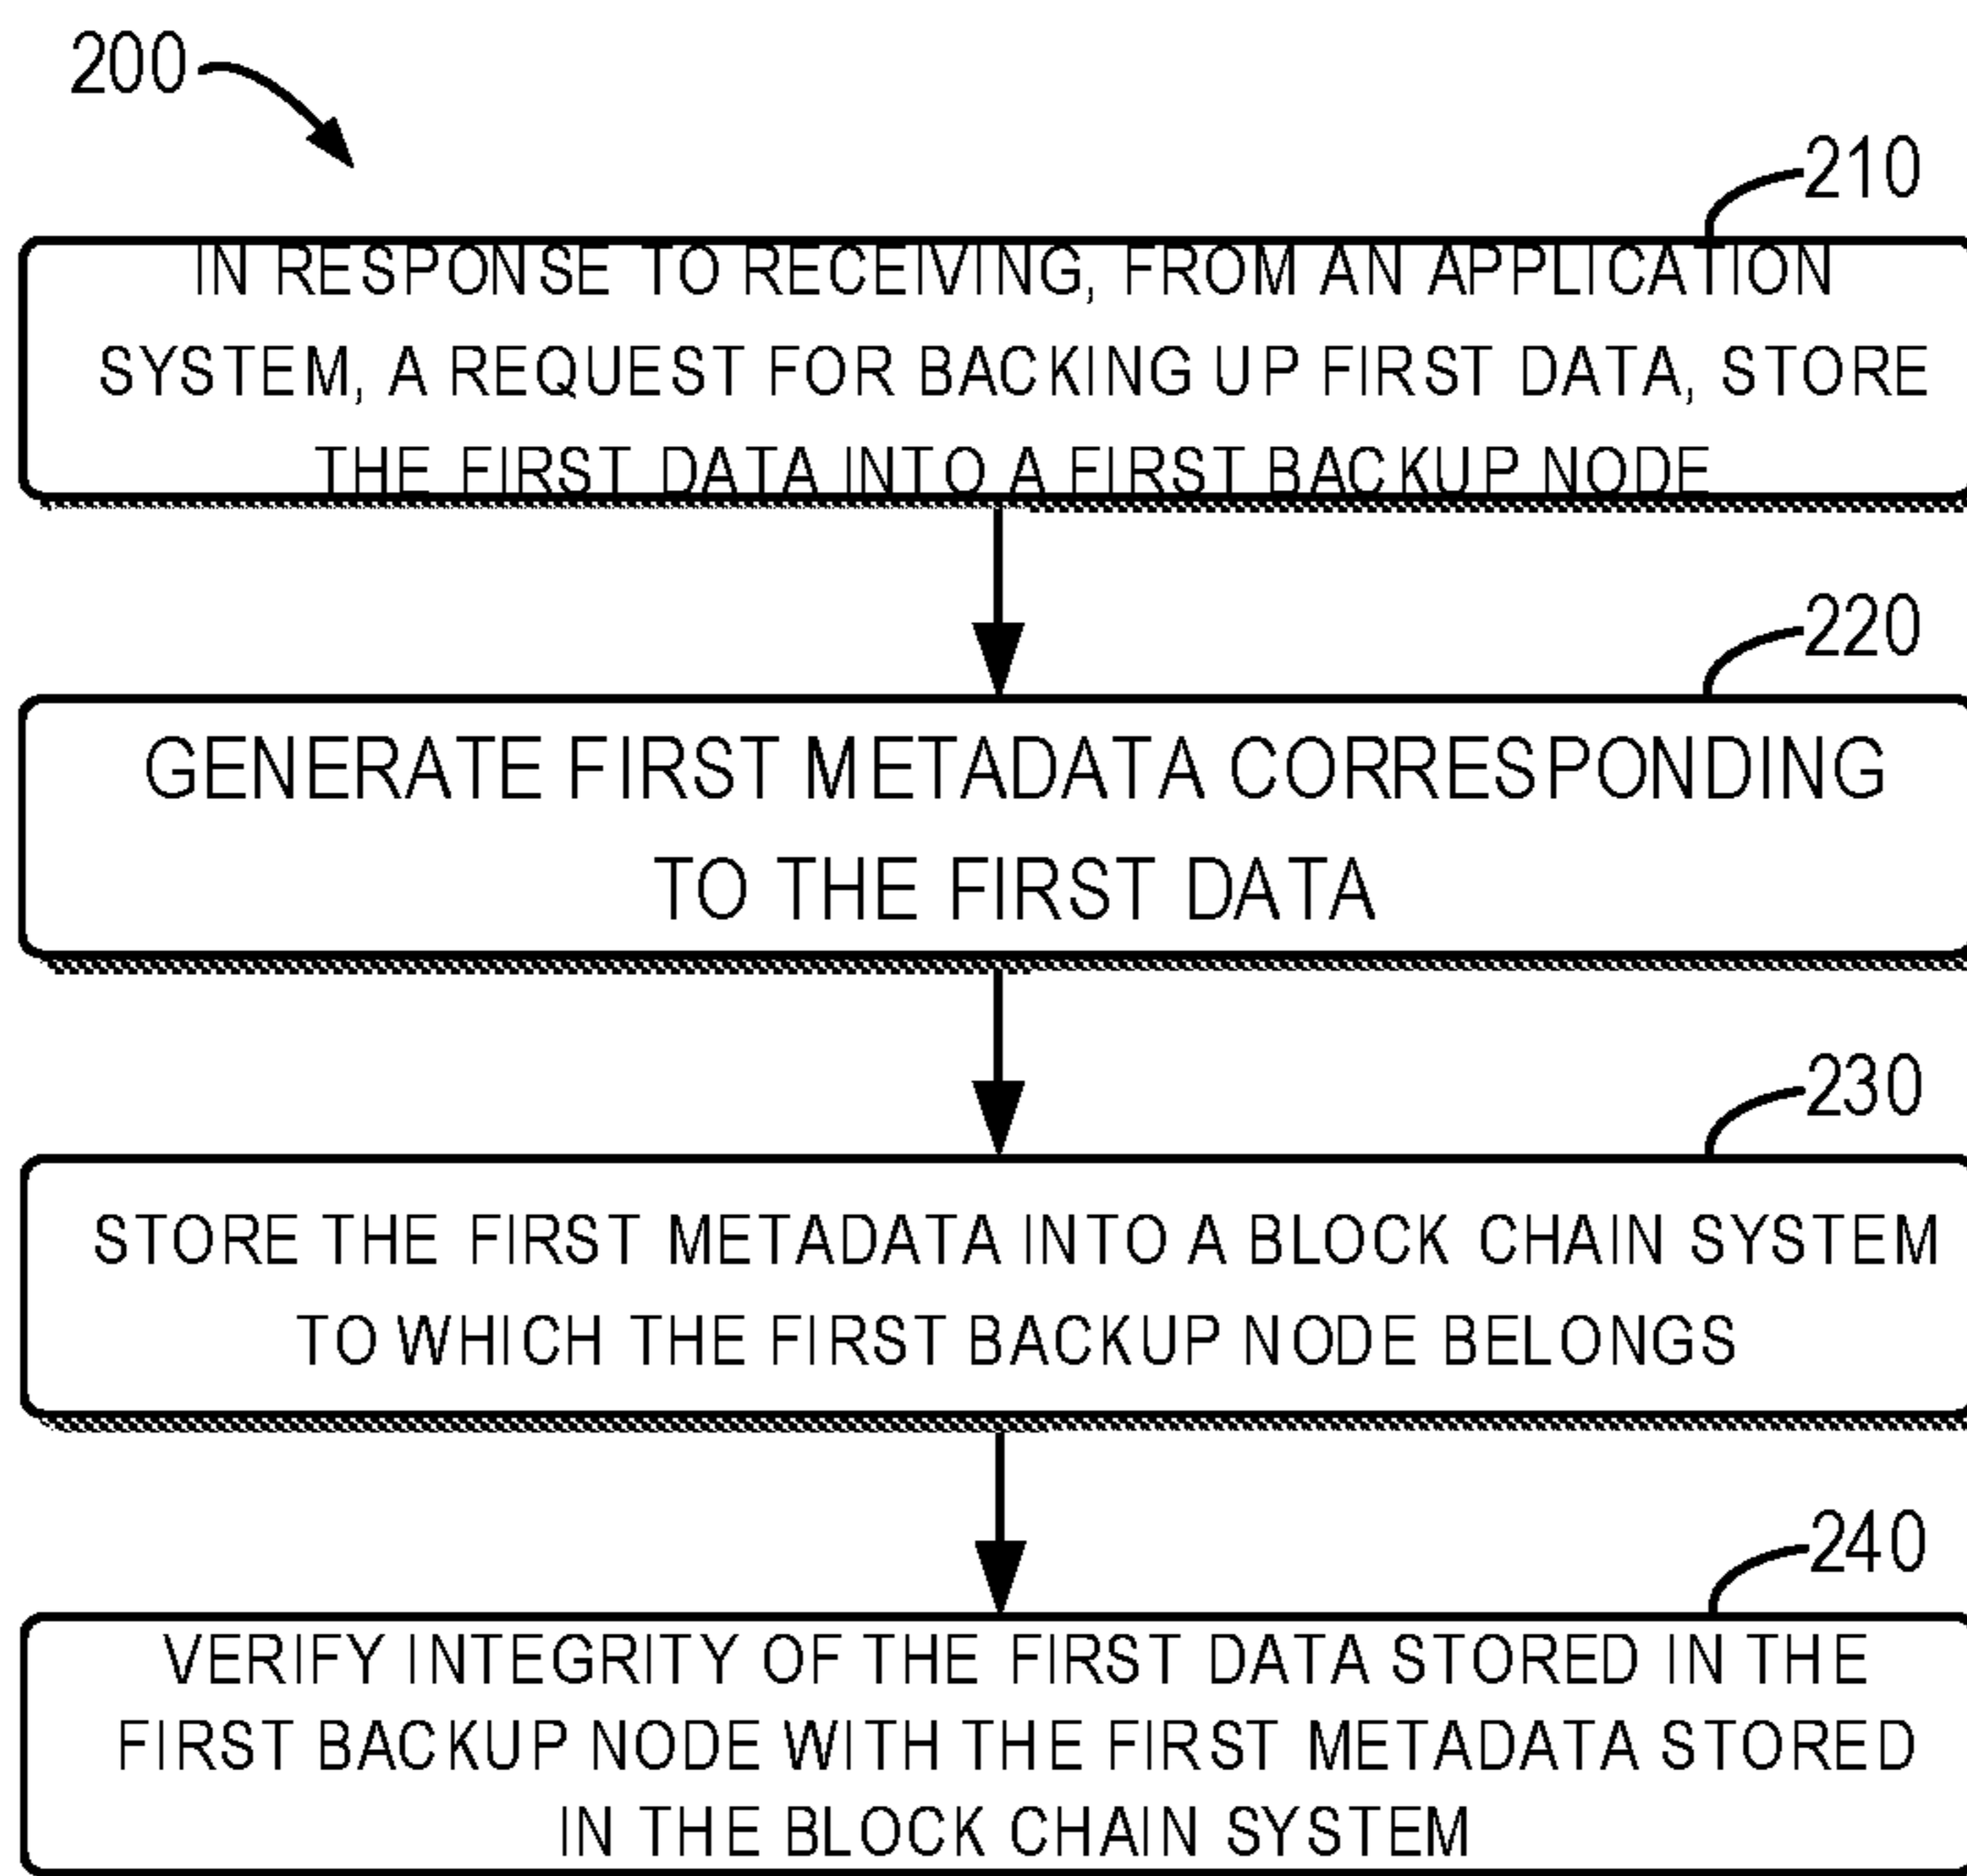 200
210
IN RESPONSE TO RECEIVING, FROM AN APPLICATION
SYSTEM, A REQUEST FOR BACKING UP FIRST DATA, STORE
THE FIRST DATA INTO A FIRST BACKUP NODE
220
GENERATE FIRST METADATA CORRESPONDING
TO THE FIRST DATA
230
STORE THE FIRST METADATA INTO A BLOCK CHAIN SYSTEM
TO WHICH THE FIRST BACKUP NODE BELONGS
240
VERIFY INTEGRITY OF THE FIRST DATA STORED IN THE
FIRST BACKUP NODE WITH THE FIRST METADATA STORED
IN THE BLOCK CHAIN SYSTEM